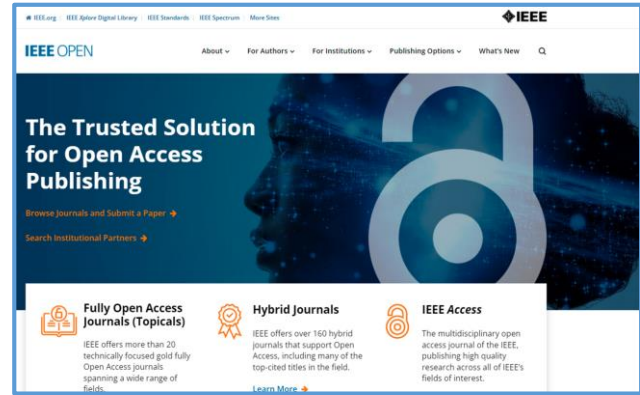 IEEE.org | IEEE Xplore Digital Library | IEEE Standards | IEEE Spectrum | More Sites
IEEE
IEEE OPEN
About For Authors For Institutions Publishing Options What's New
The Trusted Solution
for Open Access
Publishing
Browse Journals and Submit a Paper →
Search Institutional Partners →
Fully Open Access
Journals (Topicals)
IEEE offers more than 20
technically focused gold fully
Open Access journals
spanning a wide range of
fields.
Hybrid Journals
IEEE offers over 160 hybrid
journals that support Open
Access, including many of the
top-cited titles in the field.
Learn More →
IEEE Access
The multidisciplinary open
access journal of the IEEE,
publishing high quality
research across all of IEEE's
fields of interest.